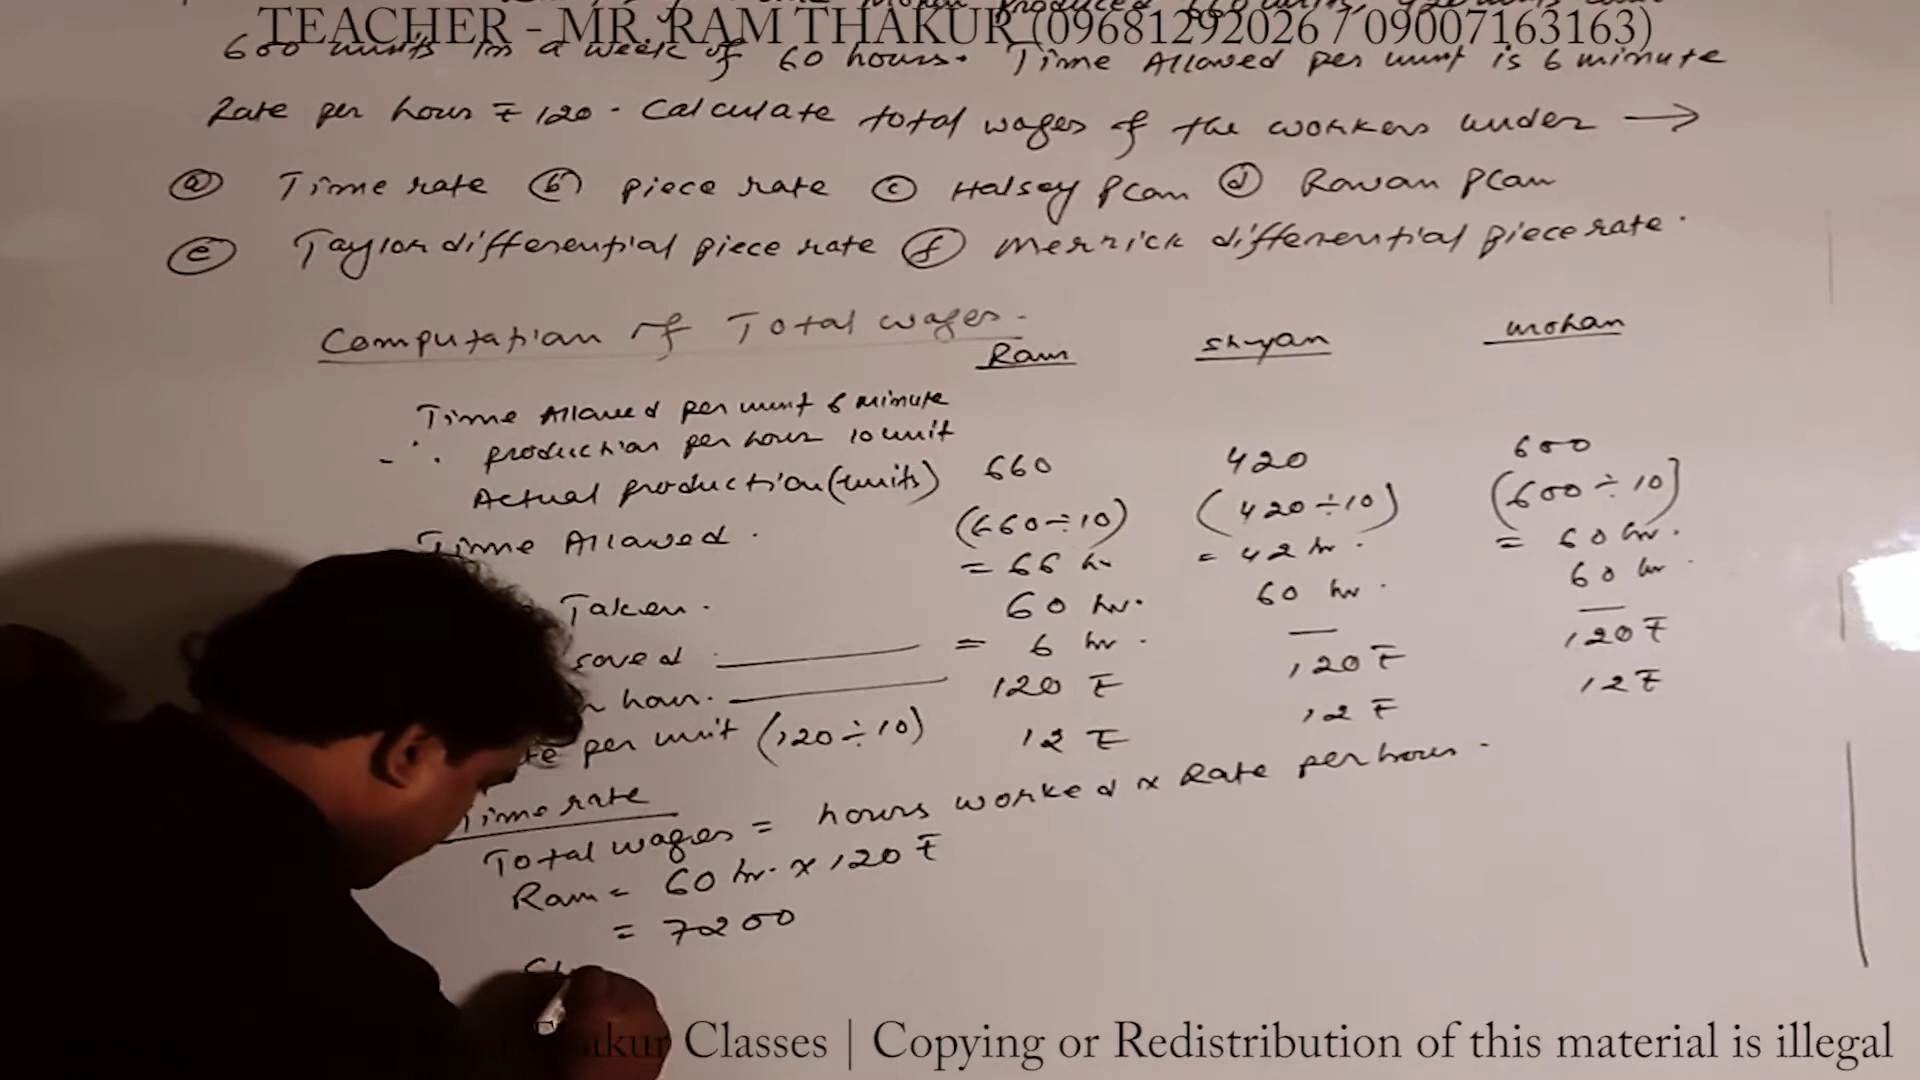 Mohan produced 660 units,
TEACHER - MR. RAM THAKUR (09681292026 / 09007163163)
600 units in a week of 60 hours. Time Allowed per unit is 6 minute
Rate per hour ₹ 120 - Calculate total wages of the workers under →
(a) Time rate (b) piece rate (c) Halsey Plan (d) Rowan Plan
(e) Taylor differential piece rate (f) Merrick differential piece rate.
Computation of Total wages.
Ram Shyam Mohan
Time Allowed per unit 6 minute
∴ production per hour 10 unit
Actual production (units) 660 420 600
Time Allowed. (660÷10) (420÷10) (600÷10)
= 66 hr = 42 hr. = 60 hr.
Taken. 60 hr. 60 hr. 60 hr.
saved = 6 hr. — —
hour. 120 ₹ 120 ₹ 120 ₹
per unit (120÷10) 12 ₹ 12 ₹ 12 ₹
Time rate
Total wages = hours worked × Rate per hour.
Ram = 60 hr. × 120 ₹
= 7200
Thakur Classes | Copying or Redistribution of this material is illegal